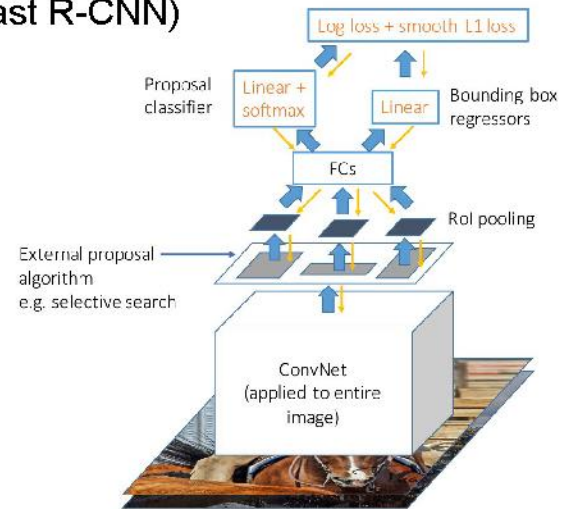 ast R-CNN)
Log loss + smooth L1 loss
Proposal
classifier
Linear +
softmax
Linear
Bounding box
regressors
FCs
RoI pooling
External proposal
algorithm
e.g. selective search
ConvNet
(applied to entire
image)